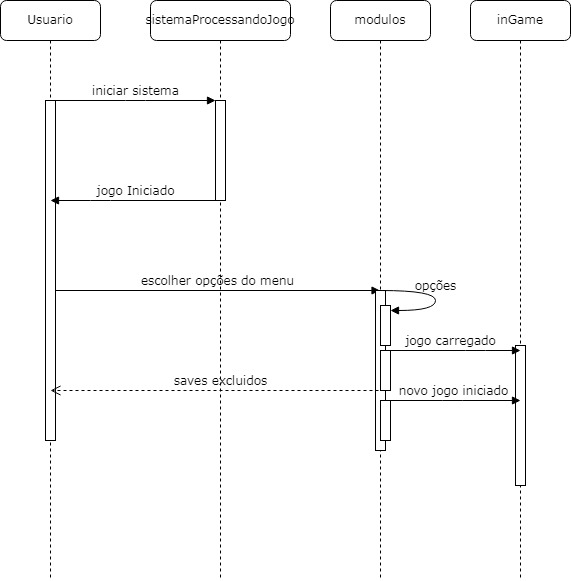 Usuario
sistemaProcessandoJogo
modulos
inGame
iniciar sistema
jogo Iniciado
escolher opções do menu
opções
jogo carregado
saves excluidos
novo jogo iniciado